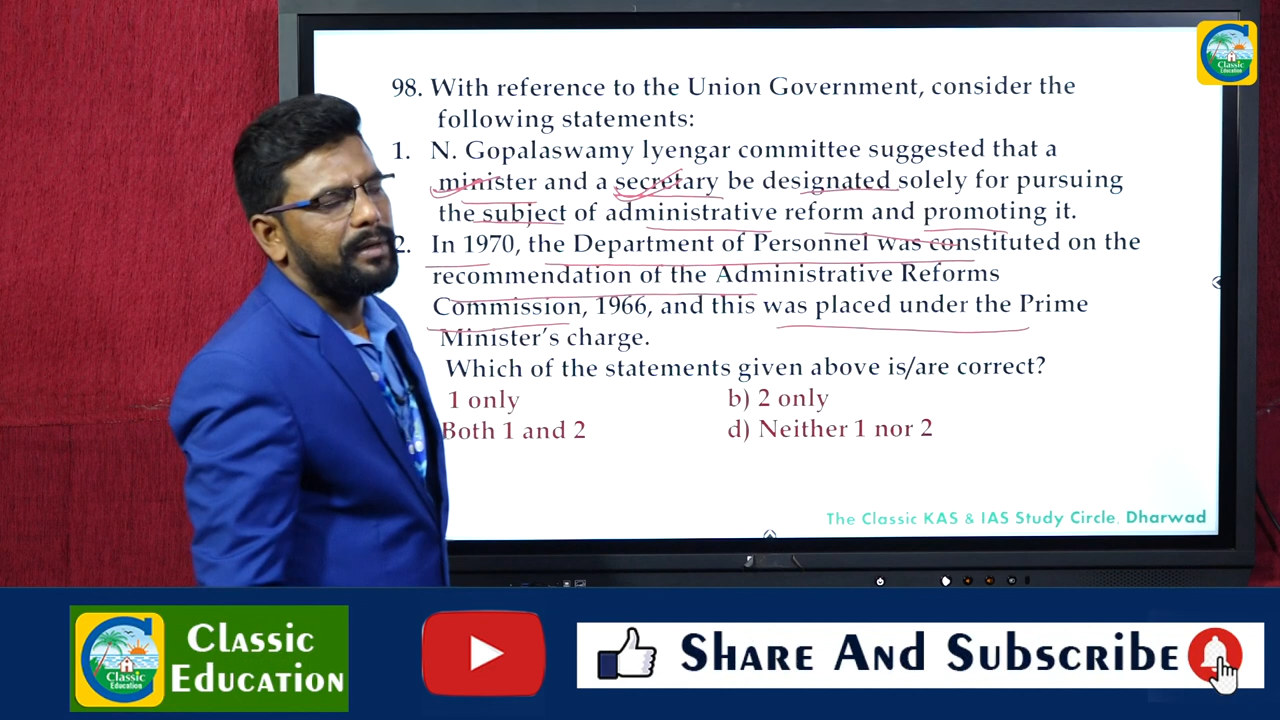 Classic
Education
98. With reference to the Union Government, consider the
following statements:
1. N. Gopalaswamy Iyengar committee suggested that a
minister and a secretary be designated solely for pursuing
the subject of administrative reform and promoting it.
2. In 1970, the Department of Personnel was constituted on the
recommendation of the Administrative Reforms
Commission, 1966, and this was placed under the Prime
Minister's charge.
Which of the statements given above is/are correct?
1 only b) 2 only
Both 1 and 2 d) Neither 1 nor 2
The Classic KAS & IAS Study Circle, Dharwad
Classic
Education
Classic
Education
Share And Subscribe